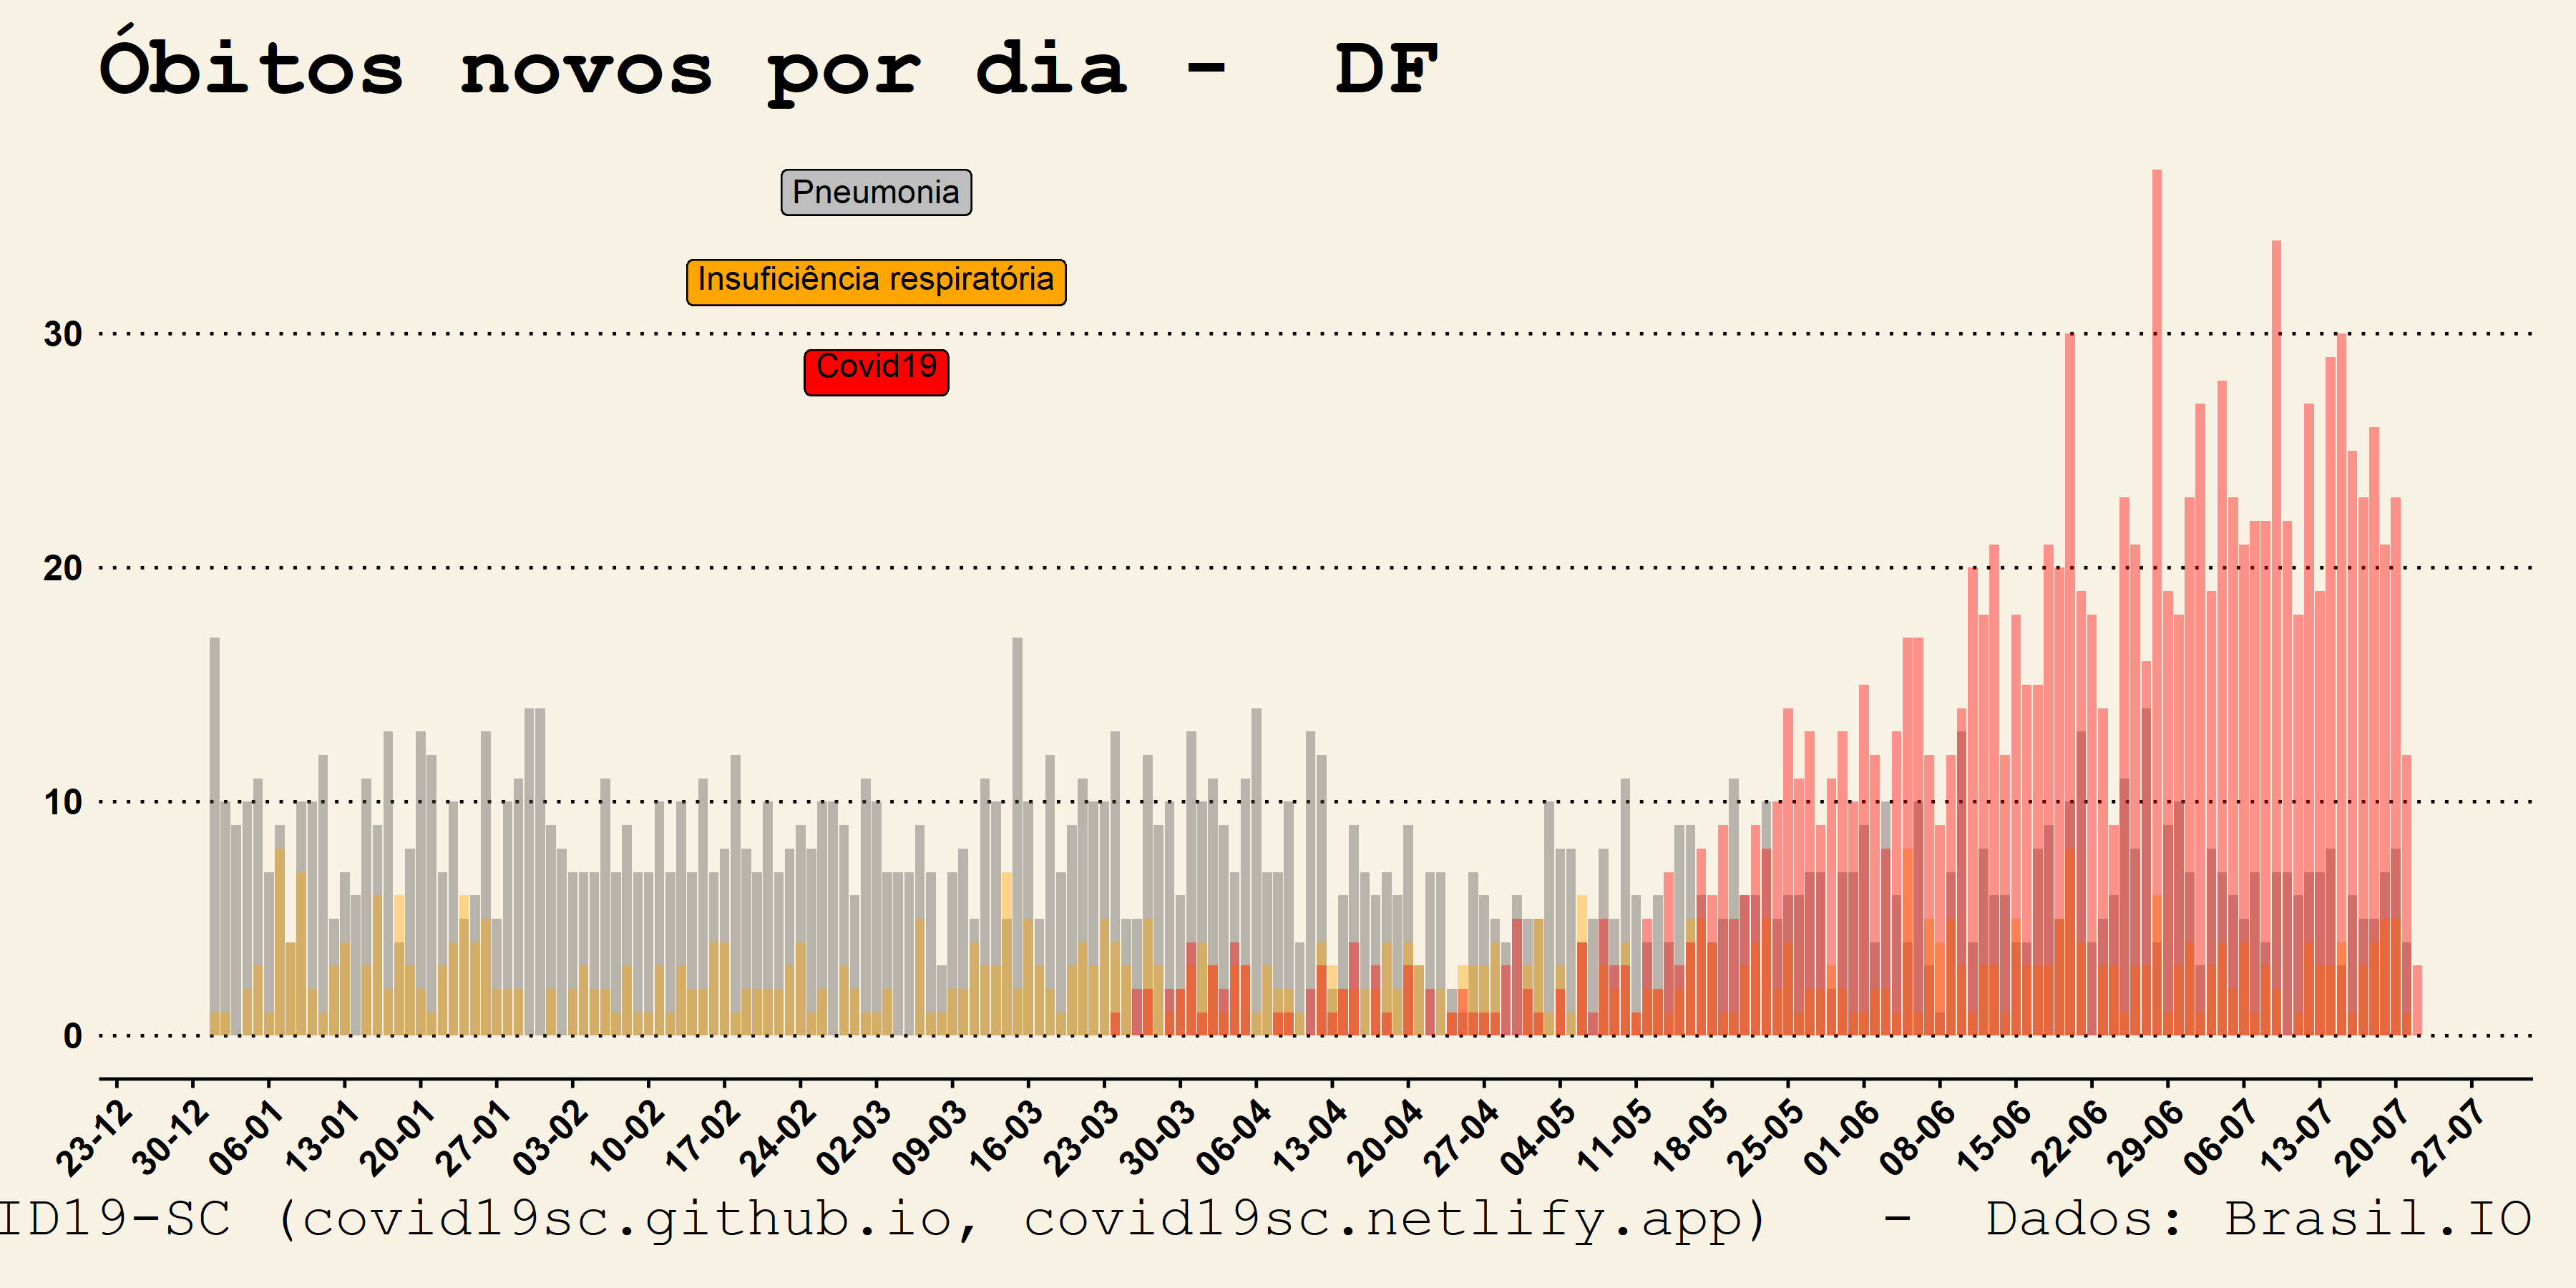 Óbitos novos por dia - DF
Pneumonia
Insuficiência respiratória
Covid19
30
20
10
0
23-12 30-12 06-01 13-01 20-01 27-01 03-02 10-02 17-02 24-02 02-03 09-03 16-03 23-03 30-03 06-04 13-04 20-04 27-04 04-05 11-05 18-05 25-05 01-06 08-06 15-06 22-06 29-06 06-07 13-07 20-07 27-07
ID19-SC (covid19sc.github.io, covid19sc.netlify.app) - Dados: Brasil.IO